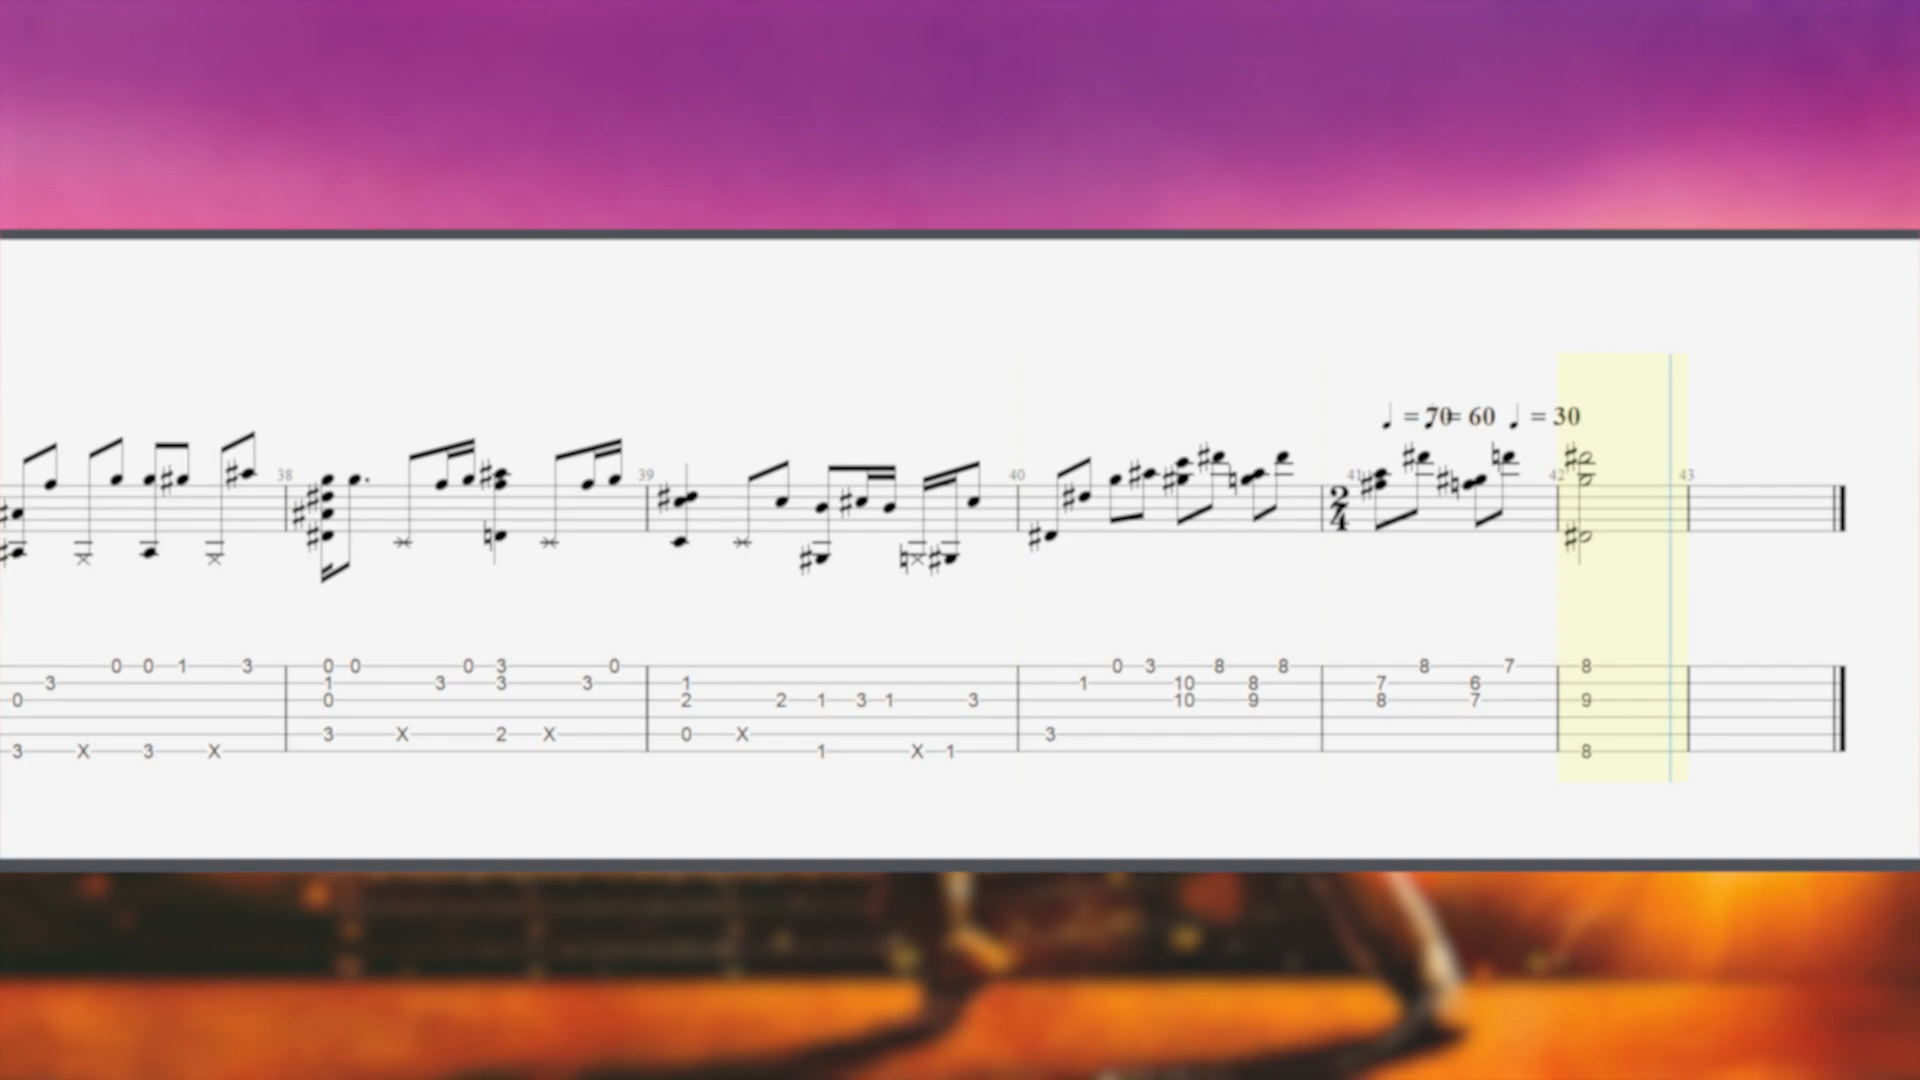 = 70 = 60 = 30
38 39 40 41 42 43
2
4
0 0 1 3 0 0 0 3 0 0 3 8 8 8 7 8
3 1 3 3 3 1 1 10 8 7 6
0 0 2 2 1 3 1 3 10 9 8 7 9
3 X 2 X 0 X 3
3 X 3 X 1 X 1 8